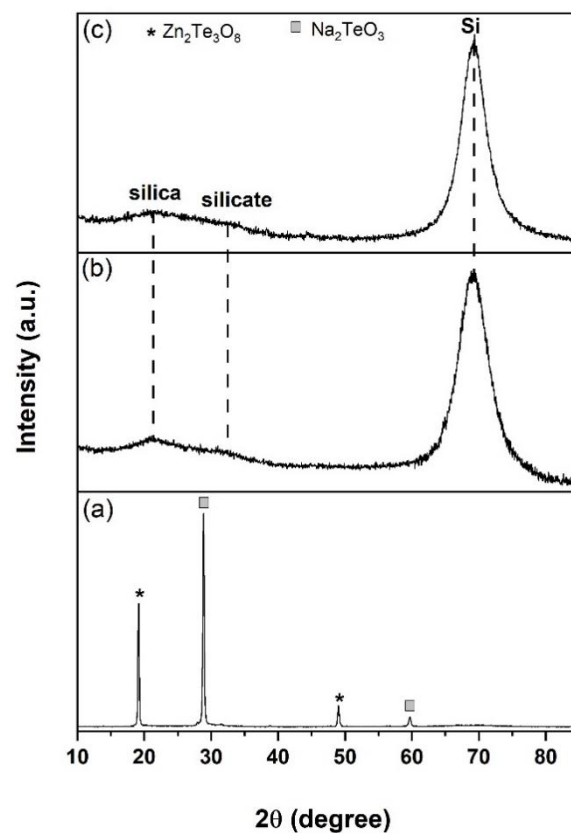 (c) * Zn₂Te₃O₈ Na₂TeO₃ Si
silica silicate
(b)
Intensity (a.u.)
(a)
*
*
10 20 30 40 50 60 70 80
2θ (degree)